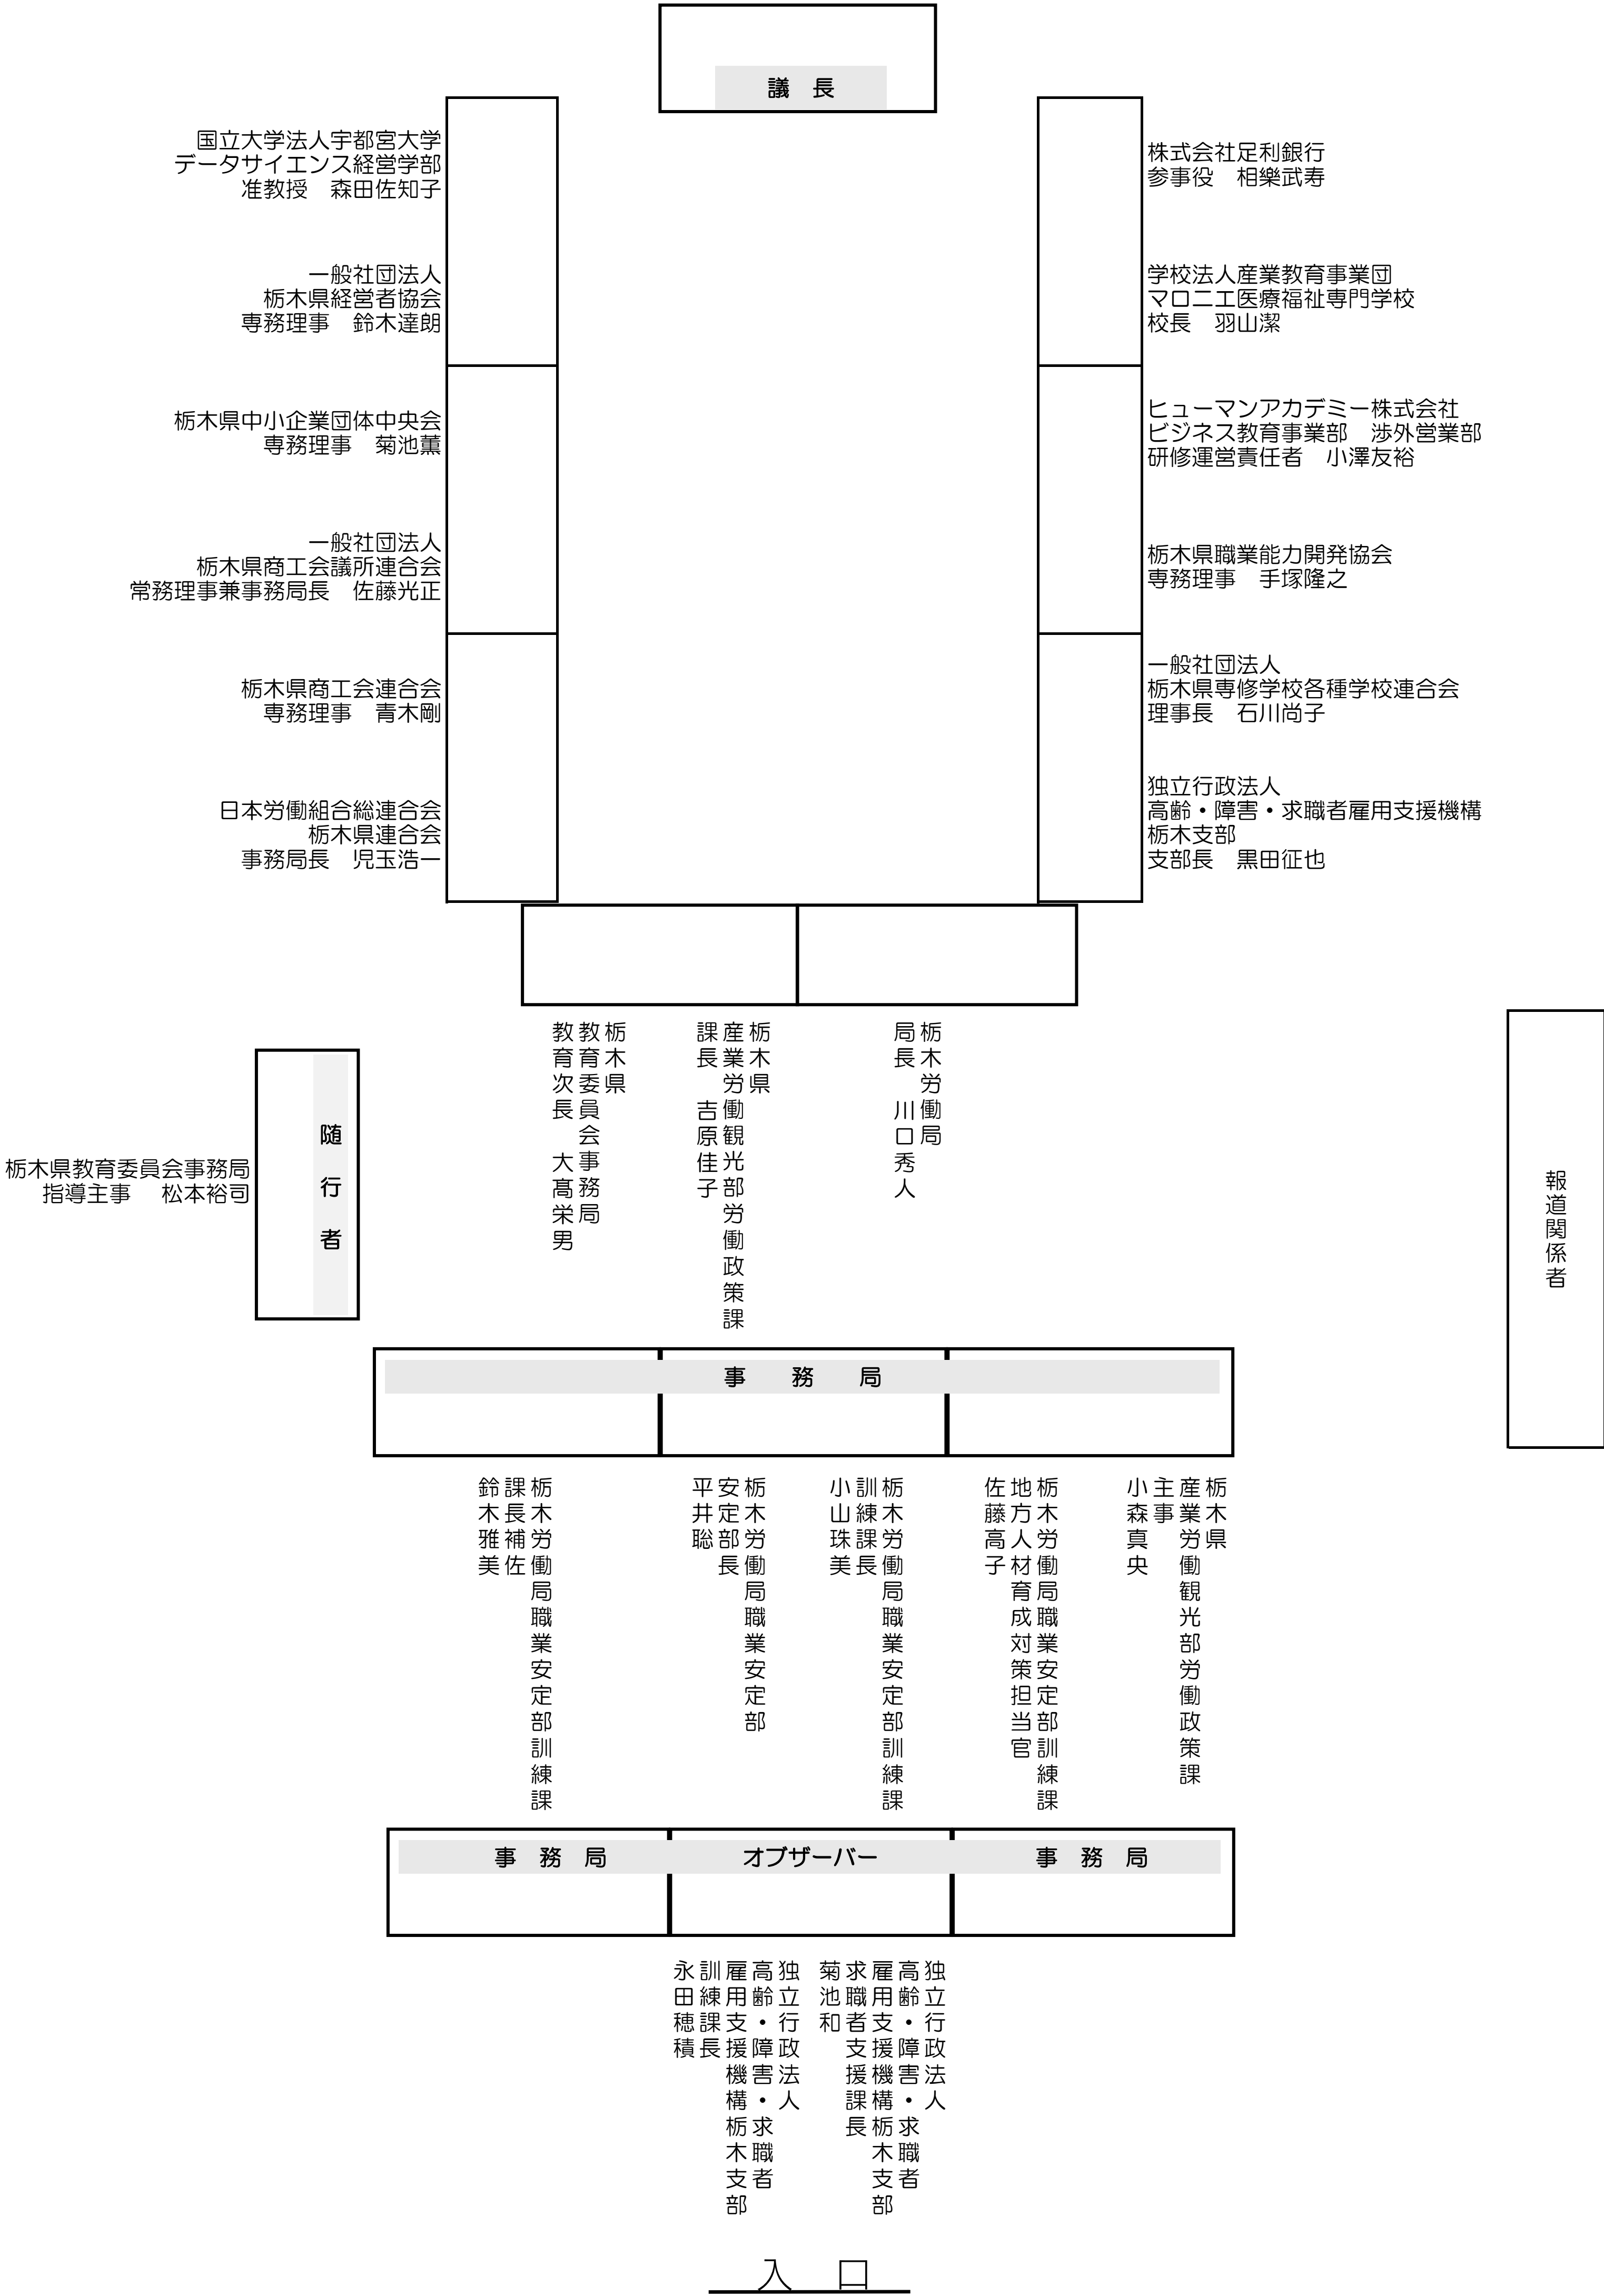 議　長
国立大学法人宇都宮大学
データサイエンス経営学部
准教授　森田佐知子
一般社団法人
栃木県経営者協会
専務理事　鈴木達朗
栃木県中小企業団体中央会
専務理事　菊池薫
一般社団法人
栃木県商工会議所連合会
常務理事兼事務局長　佐藤光正
栃木県商工会連合会
専務理事　青木剛
日本労働組合総連合会
栃木県連合会
事務局長　児玉浩一
株式会社足利銀行
参事役　相樂武寿
学校法人産業教育事業団
マロニエ医療福祉専門学校
校長　羽山潔
ヒューマンアカデミー株式会社
ビジネス教育事業部　渉外営業部
研修運営責任者　小澤友裕
栃木県職業能力開発協会
専務理事　手塚隆之
一般社団法人
栃木県専修学校各種学校連合会
理事長　石川尚子
独立行政法人
高齢・障害・求職者雇用支援機構
栃木支部
支部長　黒田征也
栃木労働局
局長　川口秀人
栃木県
産業労働観光部労働政策課
課長　吉原佳子
栃木県
教育委員会事務局
教育次長　大髙栄男
随行者
栃木県教育委員会事務局
指導主事　松本裕司
報道関係者
事　務　局
栃木県
産業労働観光部労働政策課
主事
小森真央
栃木労働局職業安定部訓練課
地方人材育成対策担当官
佐藤高子
栃木労働局職業安定部訓練課
訓練課長
小山珠美
栃木労働局職業安定部
安定部長
平井聡
栃木労働局職業安定部訓練課
課長補佐
鈴木雅美
事　務　局
オブザーバー
事　務　局
独立行政法人
高齢・障害・求職者
雇用支援機構栃木支部
求職者支援課長
菊池和
独立行政法人
高齢・障害・求職者
雇用支援機構栃木支部
訓練課長
永田穂積
入　口